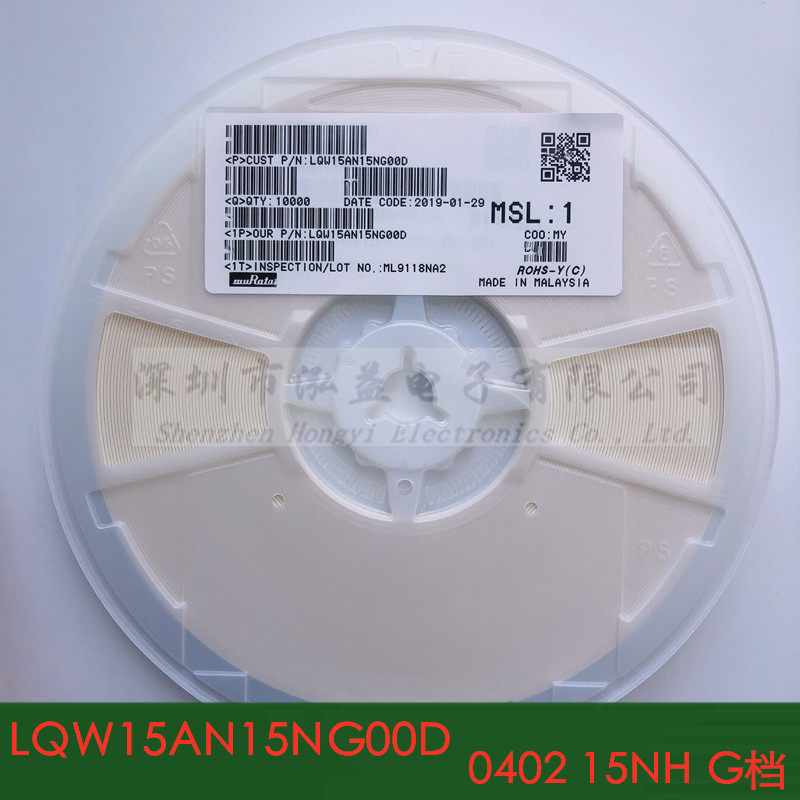 <P>CUST P/N:LQW15AN15NG00D
<Q>QTY:10000 DATE CODE:2019-01-29
MSL:1
<1P>OUR P/N:LQW15AN15NG00D
COO:MY
<1T>INSPECTION/LOT NO.:ML9118NA2
ROHS-Y(C)
muRata
MADE IN MALAYSIA
PS
PS
PS
深圳市泓益电子有限公司
Shenzhen Hongyi Electronics Co., Ltd.
LQW15AN15NG00D
0402 15NH G档